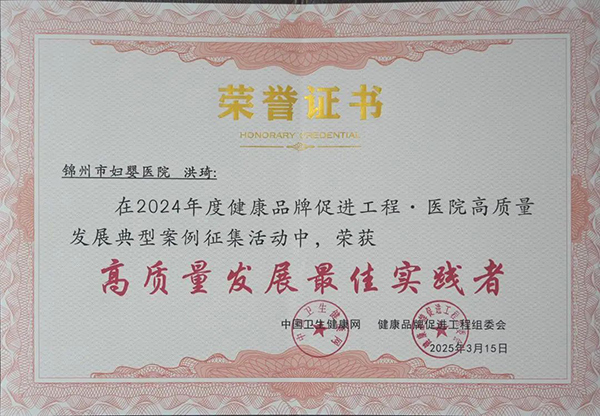 荣誉证书
HONORARY CREDENTIAL
锦州市妇婴医院 洪琦:
在2024年度健康品牌促进工程·医院高质量
发展典型案例征集活动中，荣获
高质量发展最佳实践者
中国卫生健康网 健康品牌促进工程组委会
2025年3月15日